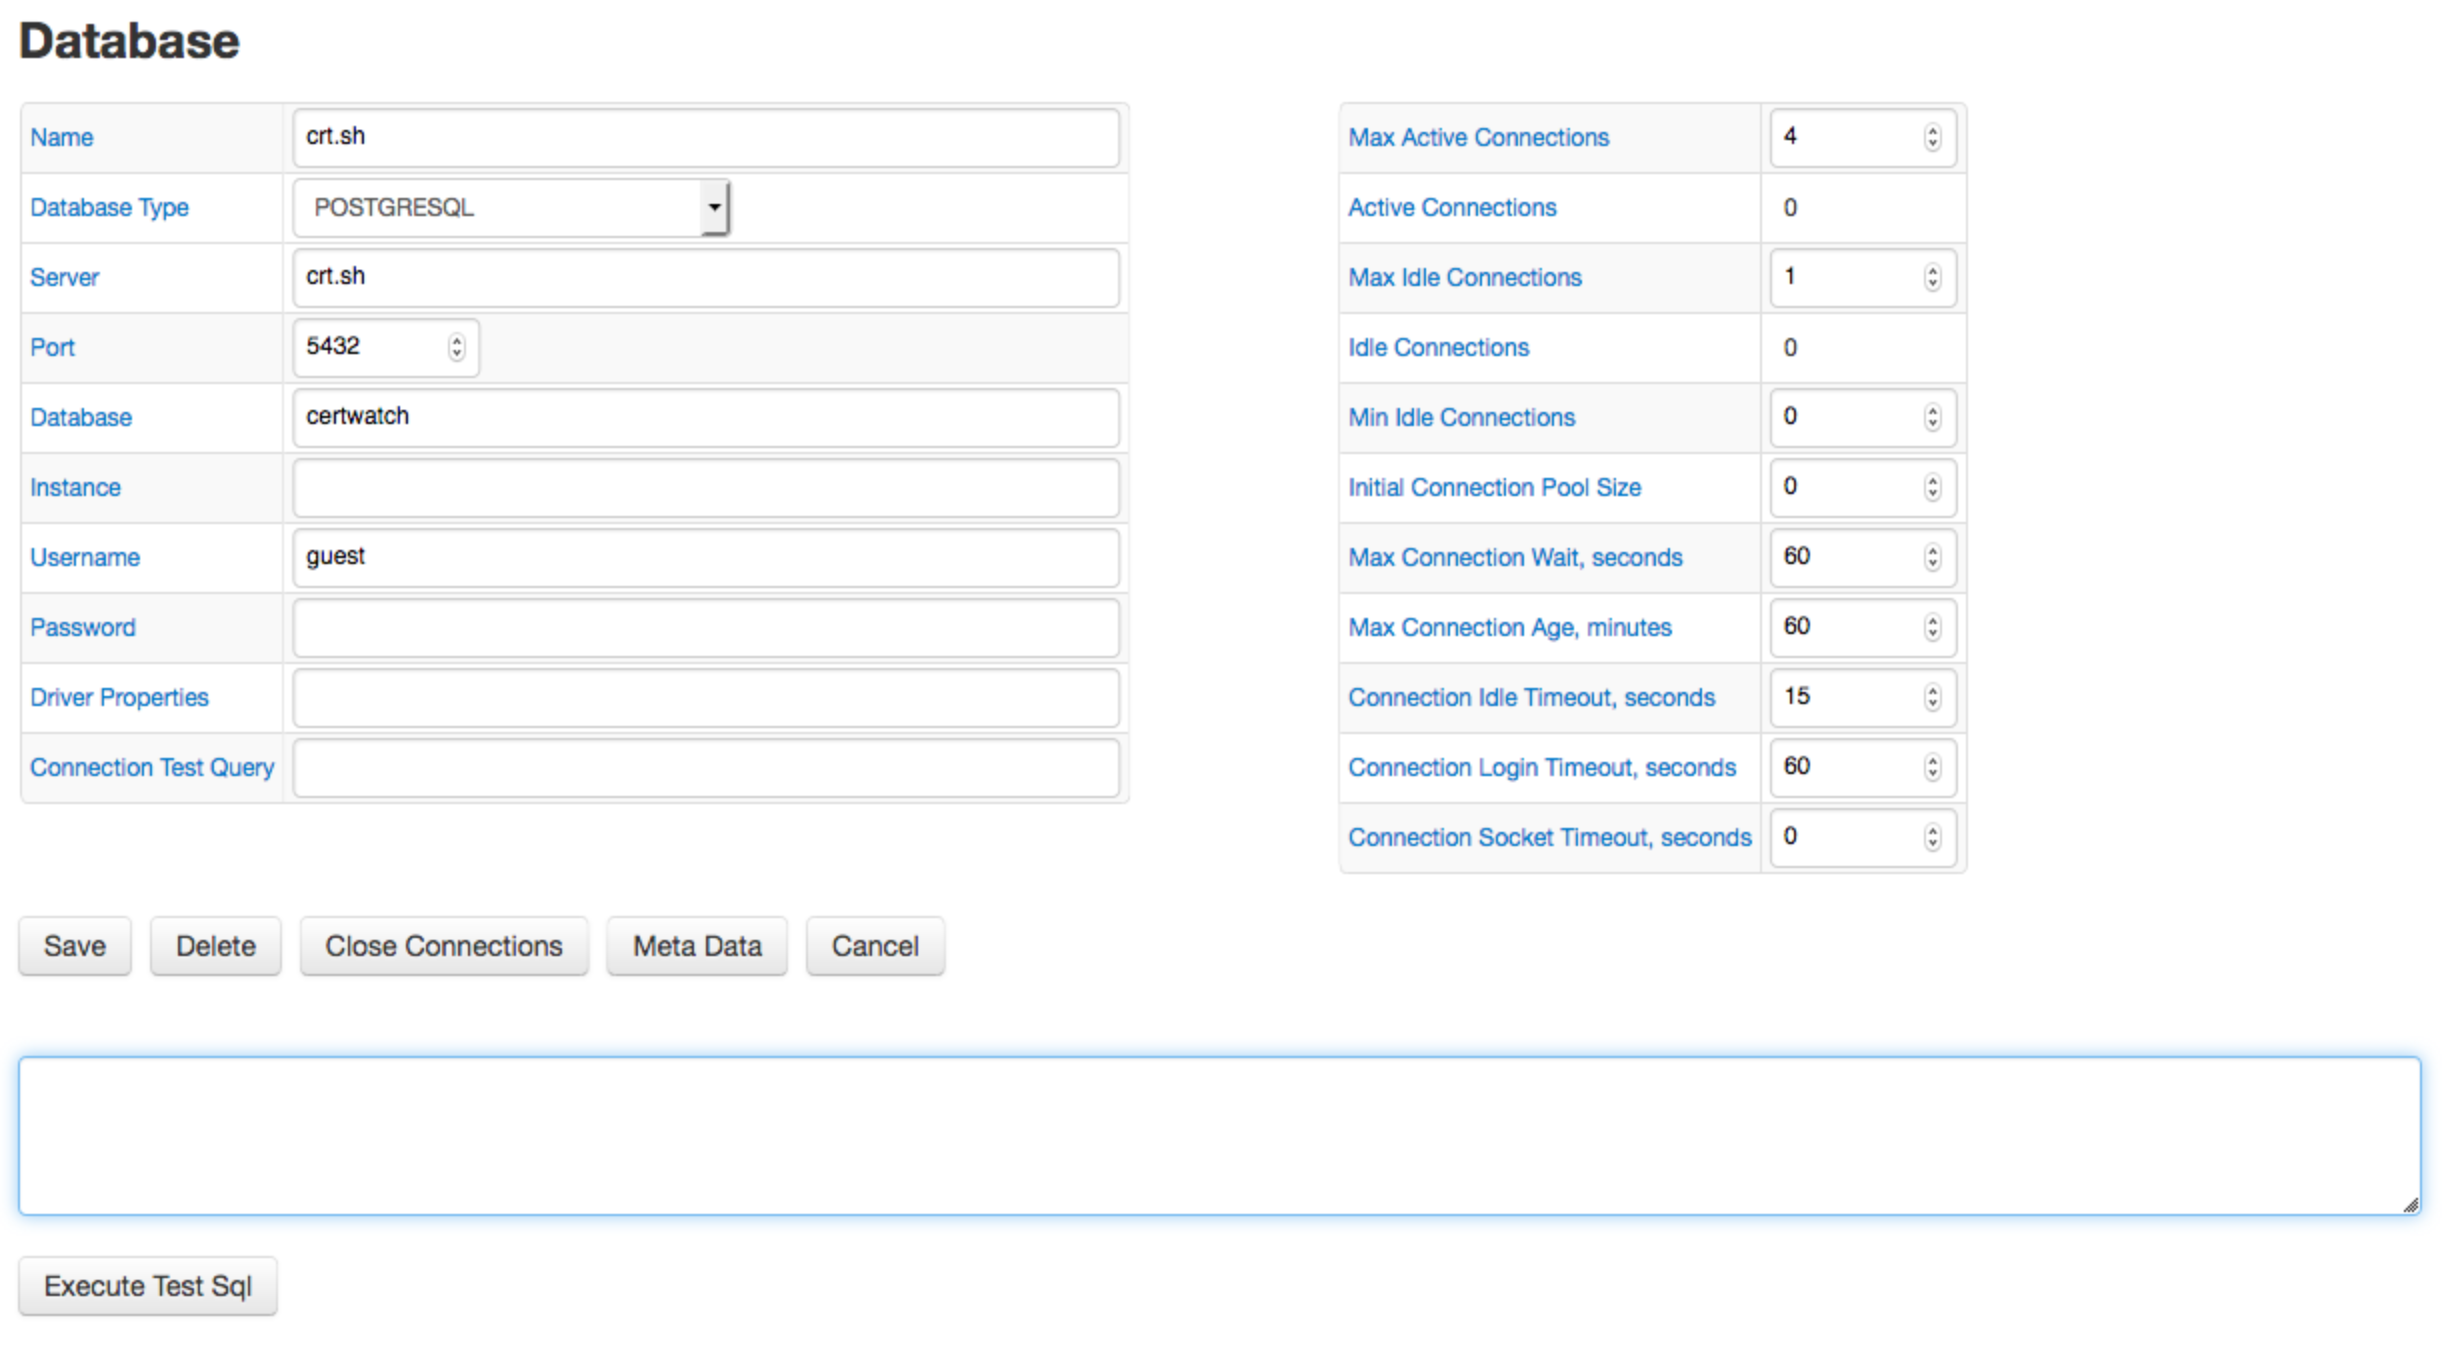 Database
Name crt.sh
Database Type POSTGRESQL
Server crt.sh
Port 5432
Database certwatch
Instance
Username guest
Password
Driver Properties
Connection Test Query
Max Active Connections 4
Active Connections 0
Max Idle Connections 1
Idle Connections 0
Min Idle Connections 0
Initial Connection Pool Size 0
Max Connection Wait, seconds 60
Max Connection Age, minutes 60
Connection Idle Timeout, seconds 15
Connection Login Timeout, seconds 60
Connection Socket Timeout, seconds 0
Save Delete Close Connections Meta Data Cancel
Execute Test Sql